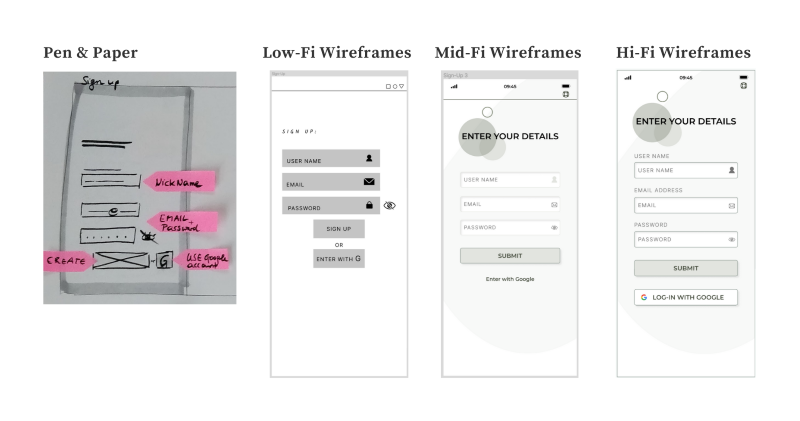 Pen & Paper
Sign up
NickName
EMAIL
+
Password
CREATE
G
USE Google
account
Low-Fi Wireframes
SIGN UP:
USER NAME
EMAIL
PASSWORD
SIGN UP
OR
ENTER WITH G
Mid-Fi Wireframes
Sign-Up 3
09:45
ENTER YOUR DETAILS
USER NAME
EMAIL
PASSWORD
SUBMIT
Enter with Google
Hi-Fi Wireframes
09:45
ENTER YOUR DETAILS
USER NAME
USER NAME
EMAIL ADDRESS
EMAIL
PASSWORD
PASSWORD
SUBMIT
G LOG-IN WITH GOOGLE